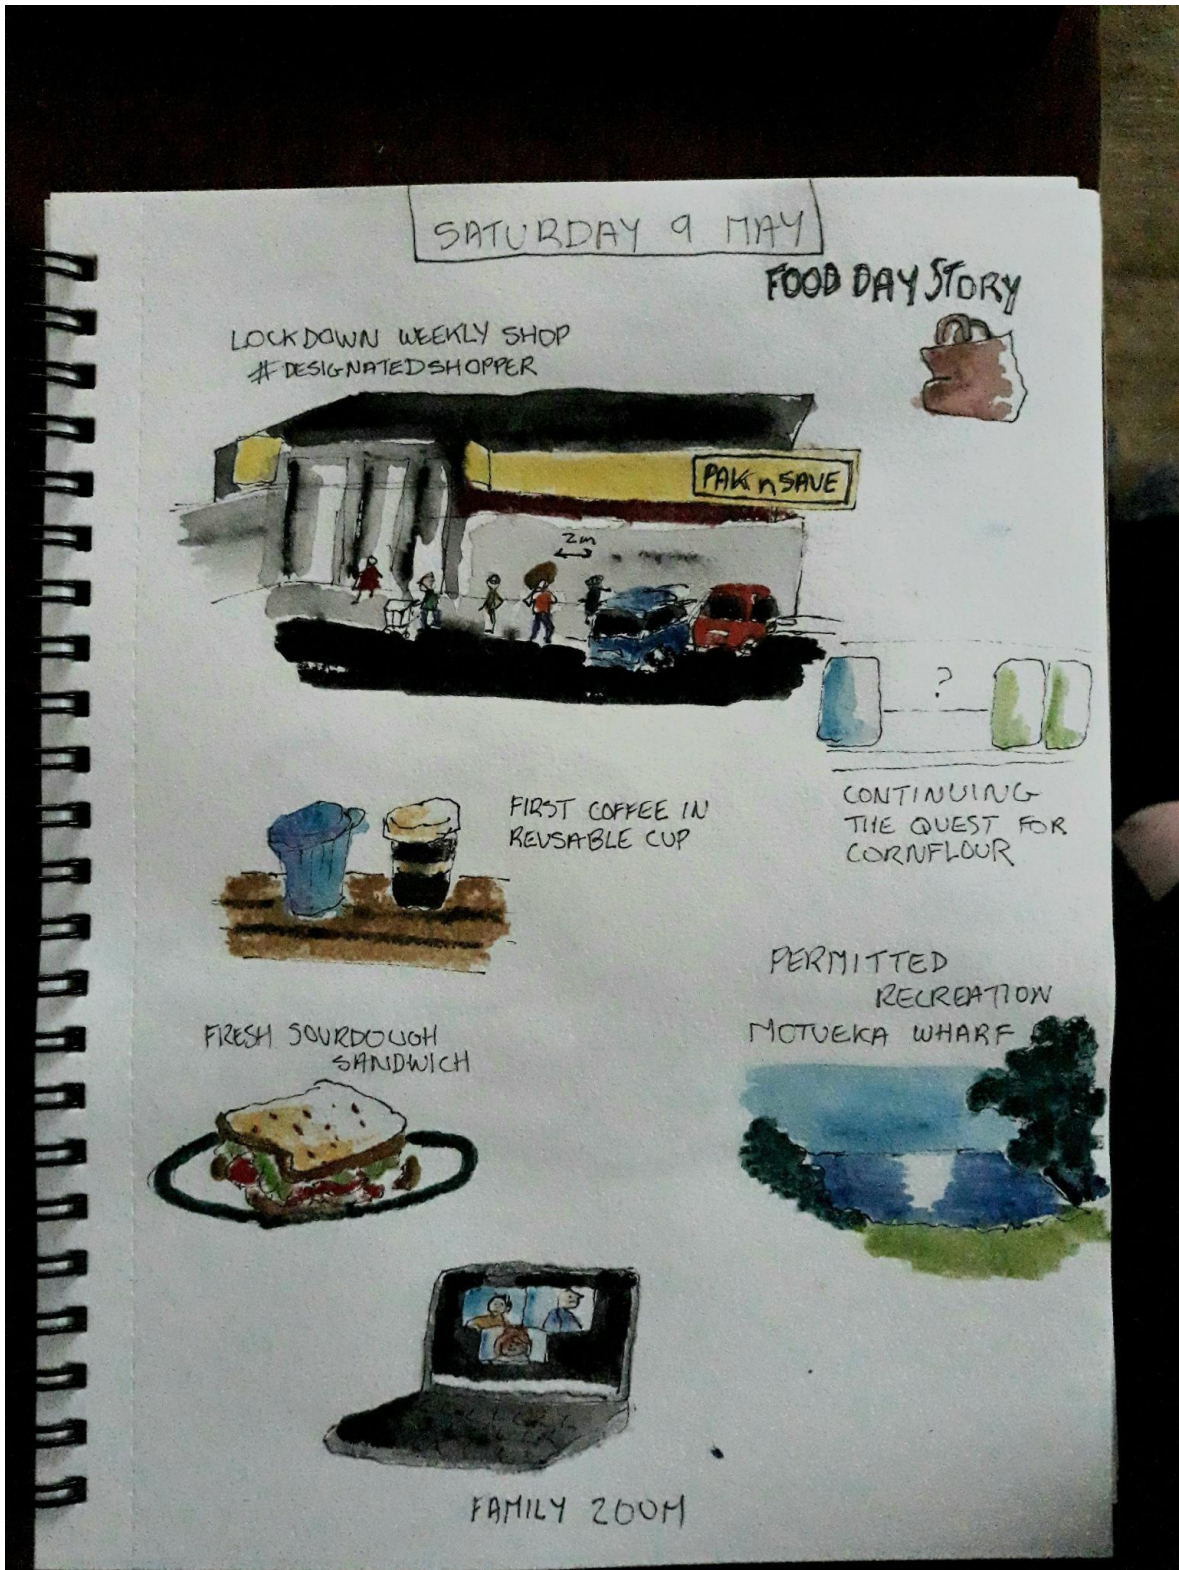 SATURDAY 9 MAY
FOOD DAY STORY
LOCKDOWN WEEKLY SHOP
#DESIGNATEDSHOPPER
PAK n SAVE
2m
?
CONTINUING
THE QUEST FOR
CORNFLOUR
FIRST COFFEE IN
REUSABLE CUP
PERMITTED
RECREATION
MOTUEKA WHARF
FRESH SOURDOUGH
SANDWICH
FAMILY ZOOM